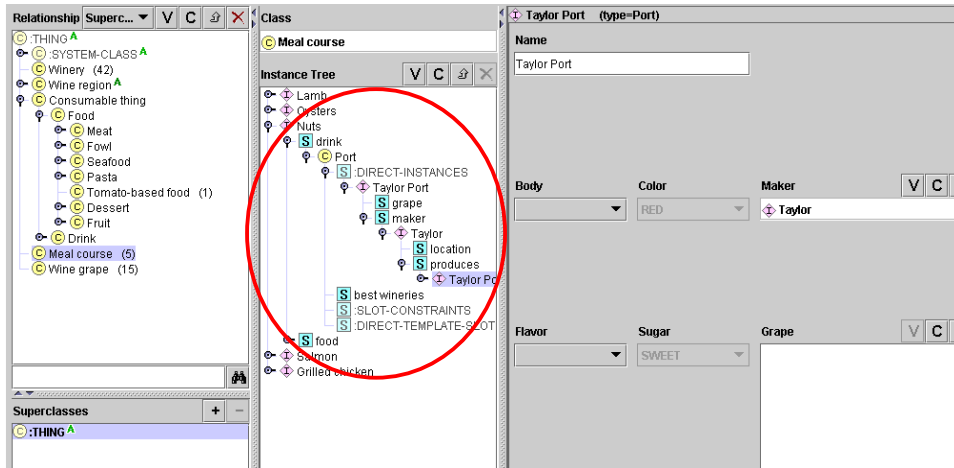 Relationship Superc... V C
:THING A
:SYSTEM-CLASS A
Winery (42)
Wine region A
Consumable thing
Food
Meat
Fowl
Seafood
Pasta
Tomato-based food (1)
Dessert
Fruit
Drink
Meal course (5)
Wine grape (15)
Superclasses + -
:THING A
Class
Meal course
Instance Tree V C
Lamb
Oysters
Nuts
drink
Port
:DIRECT-INSTANCES
Taylor Port
grape
maker
Taylor
location
produces
Taylor Po
best wineries
:SLOT-CONSTRAINTS
:DIRECT-TEMPLATE-SLOT
food
Salmon
Grilled chicken
Taylor Port (type=Port)
Name
Taylor Port
Body Color Maker V C
RED Taylor
Flavor Sugar Grape V C
SWEET